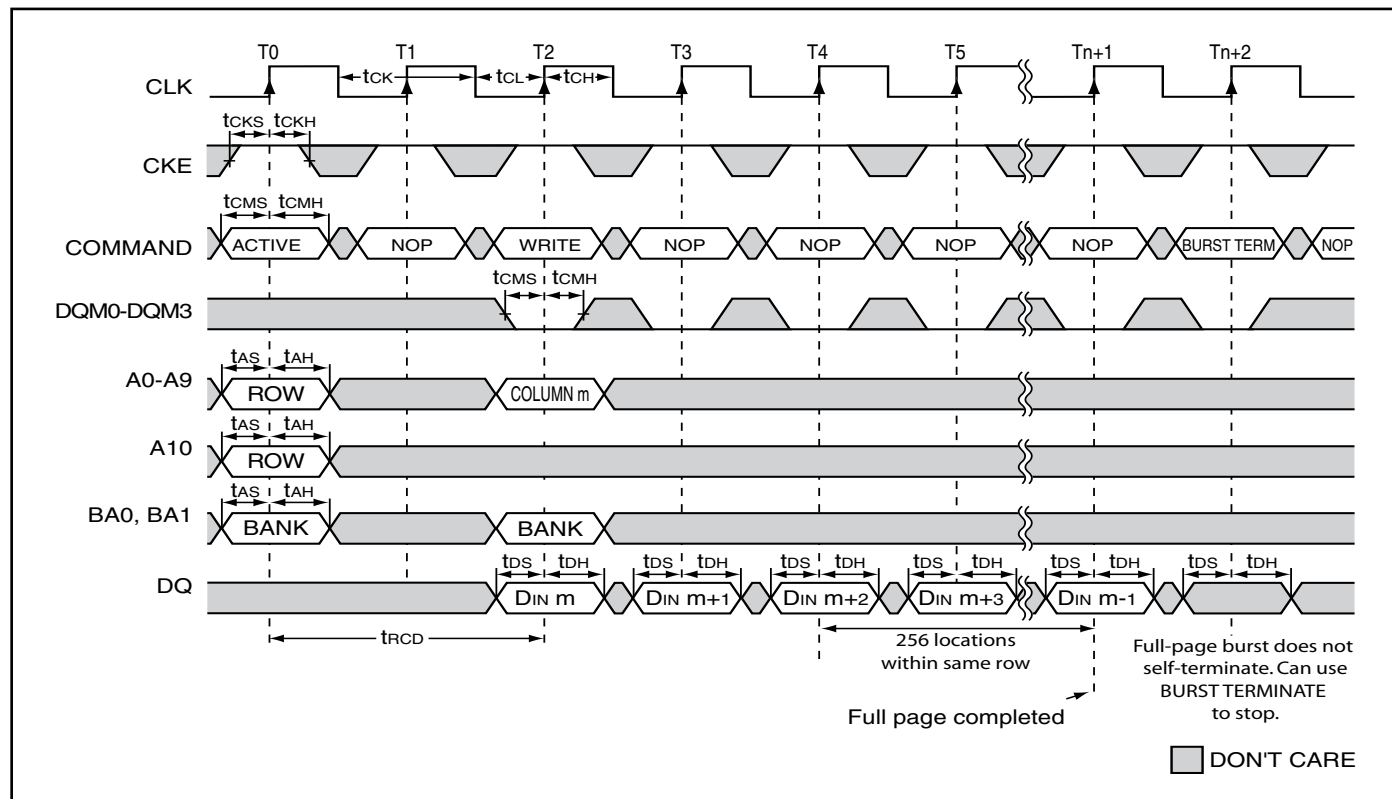 T0 T1 T2 T3 T4 T5 Tn+1 Tn+2
CLK tCK tCL tCH
tCKS tCKH
CKE
tCMS tCMH
COMMAND ACTIVE NOP WRITE NOP NOP NOP NOP BURST TERM NOP
tCMS tCMH
DQM0-DQM3
tAS tAH
A0-A9 ROW COLUMN m
tAS tAH
A10 ROW
tAS tAH
BA0, BA1 BANK BANK
tDS tDH tDS tDH tDS tDH tDS tDH tDS tDH tDS tDH
DQ DIN m DIN m+1 DIN m+2 DIN m+3 DIN m-1
tRCD
256 locations
within same row
Full page completed
Full-page burst does not
self-terminate. Can use
BURST TERMINATE
to stop.
DON'T CARE